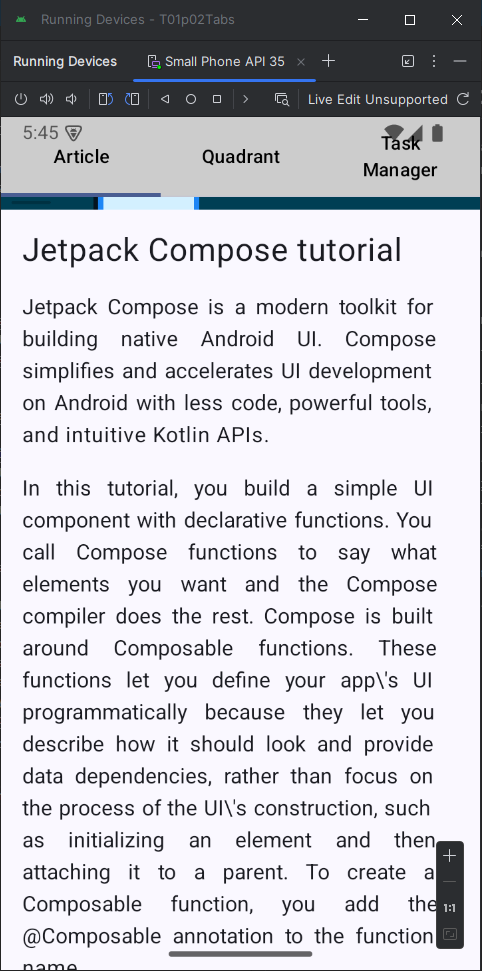 Running Devices - T01p02Tabs
Running Devices
Small Phone API 35
Live Edit Unsupported
5:45
Article
Quadrant
Task
Manager
Jetpack Compose tutorial
Jetpack Compose is a modern toolkit for
building native Android UI. Compose
simplifies and accelerates UI development
on Android with less code, powerful tools,
and intuitive Kotlin APIs.
In this tutorial, you build a simple UI
component with declarative functions. You
call Compose functions to say what
elements you want and the Compose
compiler does the rest. Compose is built
around Composable functions. These
functions let you define your app\'s UI
programmatically because they let you
describe how it should look and provide
data dependencies, rather than focus on
the process of the UI\'s construction, such
as initializing an element and then
attaching it to a parent. To create a
Composable function, you add the
@Composable annotation to the function
name.
1:1